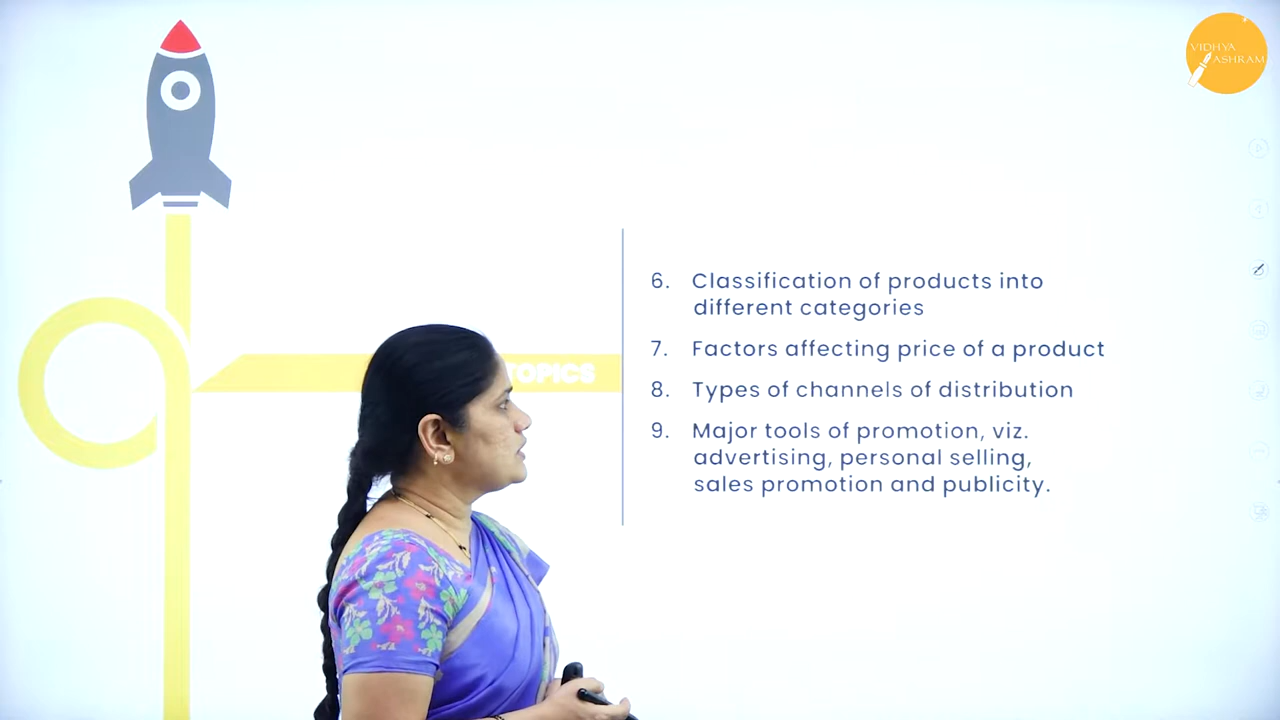 VIDHYA
ASHRAM
TOPICS
6. Classification of products into
different categories
7. Factors affecting price of a product
8. Types of channels of distribution
9. Major tools of promotion, viz.
advertising, personal selling,
sales promotion and publicity.